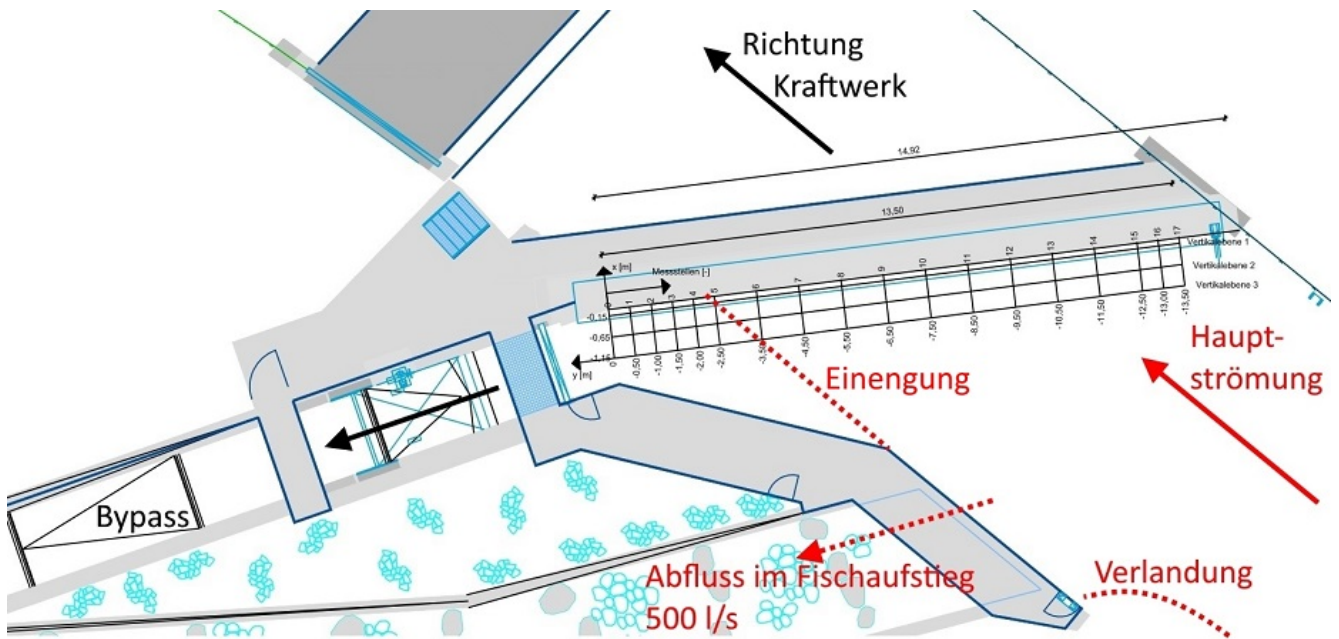 Richtung
Kraftwerk
14,92
13,50
x [m]
Messstellen [-]
0
1
2
3
4
5
6
7
8
9
10
11
12
13
14
15
16
17
Vertikalebene 1
Vertikalebene 2
Vertikalebene 3
-0,15
-0,65
-1,15
y [m]
0
-0,50
-1,00
-1,50
-2,00
-2,50
-3,50
-4,50
-5,50
-6,50
-7,50
-8,50
-9,50
-10,50
-11,50
-12,50
-13,00
-13,50
Haupt-
strömung
Einengung
Bypass
Abfluss im Fischaufstieg
500 l/s
Verlandung